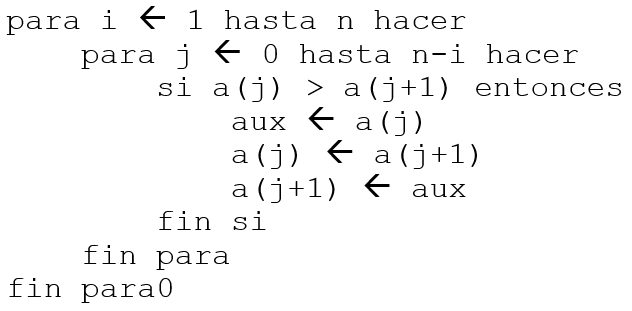 para i ← 1 hasta n hacer
para j ← 0 hasta n-i hacer
si a(j) > a(j+1) entonces
aux ← a(j)
a(j) ← a(j+1)
a(j+1) ← aux
fin si
fin para
fin para0